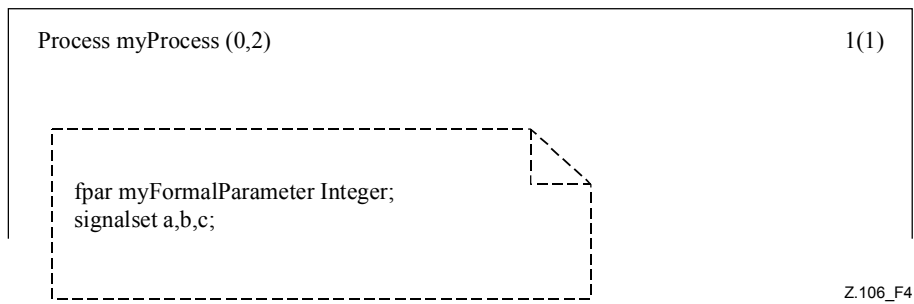 Process myProcess (0,2) 1(1)
fpar myFormalParameter Integer;
signalset a,b,c;
Z.106_F4